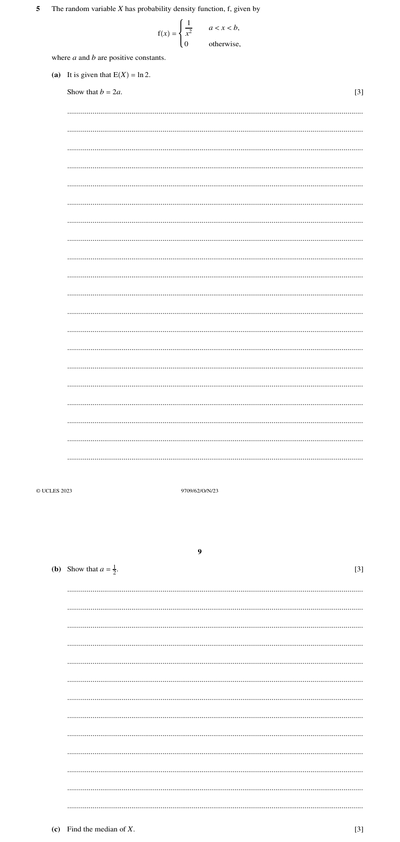 5 The random variable X has probability density function, f, given by
f(x) = { 1/x² a < x < b,
0 otherwise,
where a and b are positive constants.
(a) It is given that E(X) = ln 2.
Show that b = 2a. [3]
© UCLES 2023 9709/62/O/N/23
9
(b) Show that a = 1/2. [3]
(c) Find the median of X. [3]